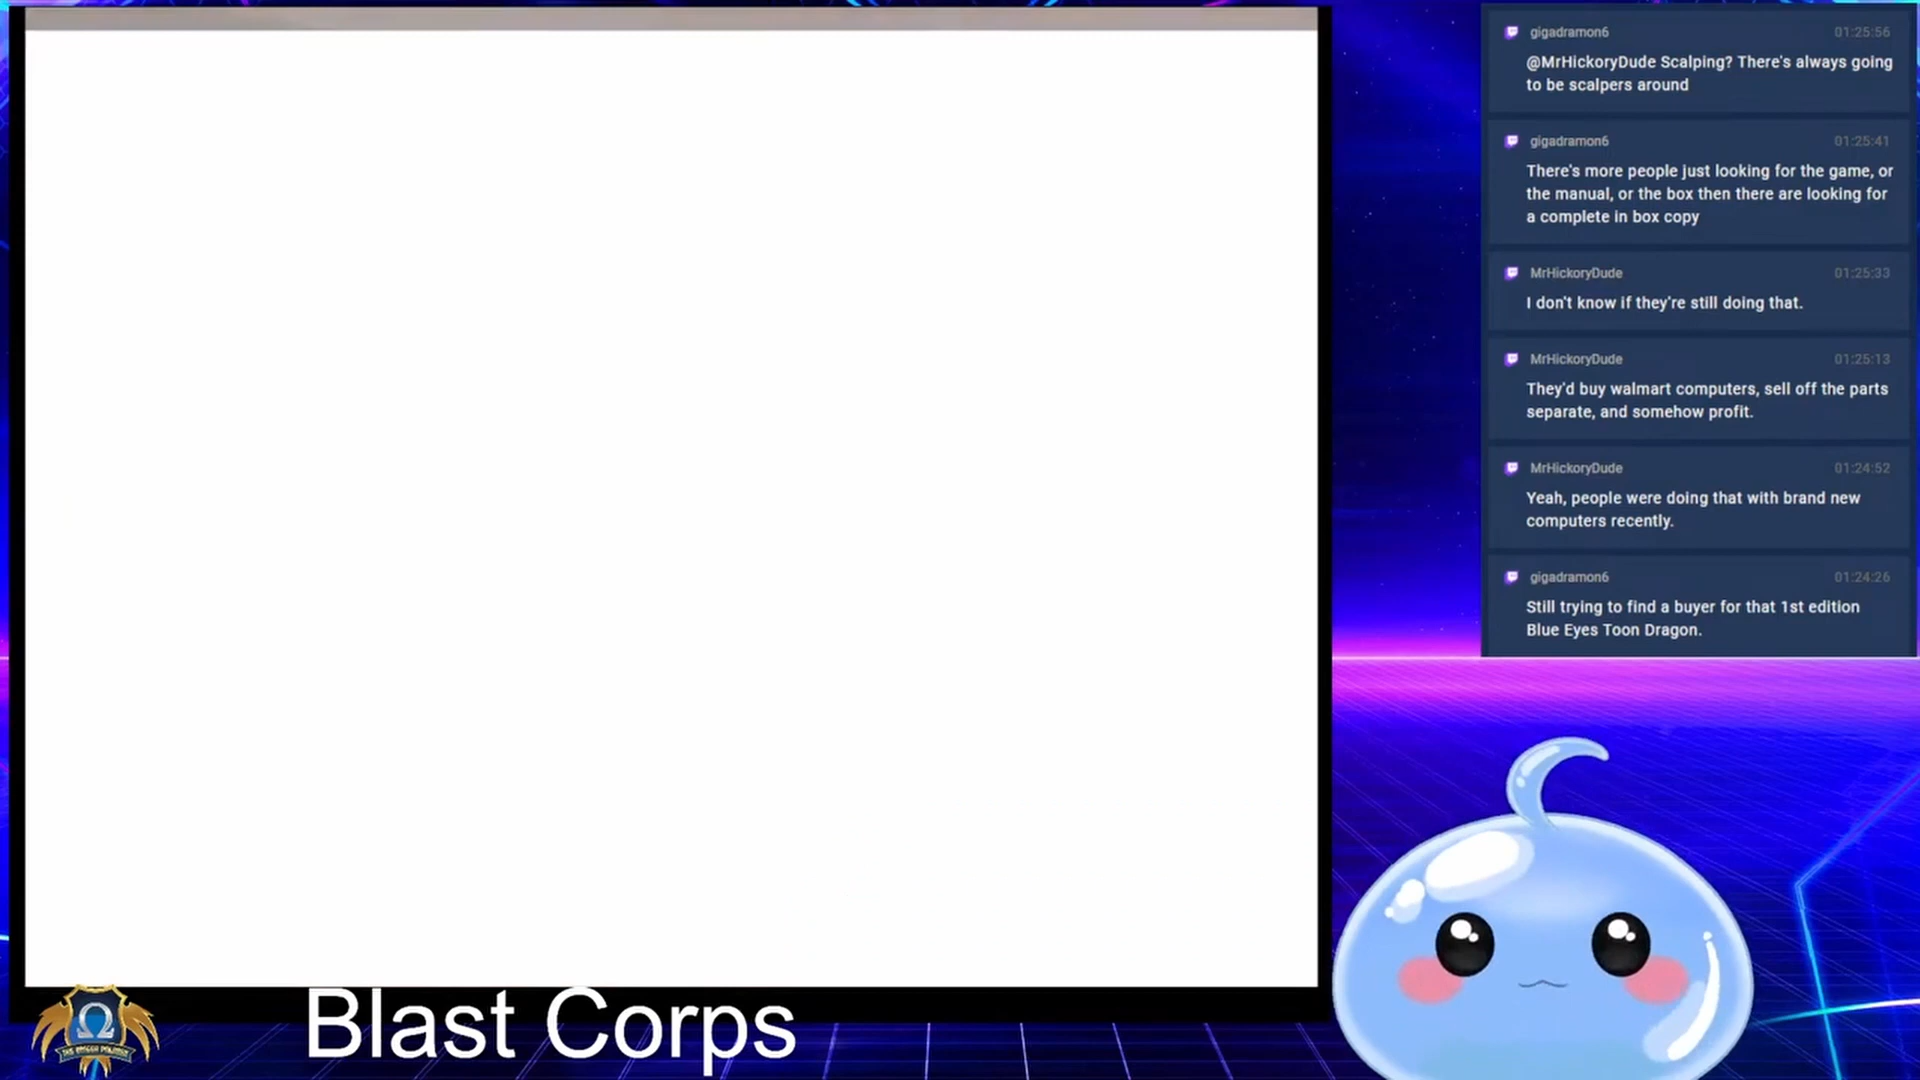 gigadramon6 01:25:56
@MrHickoryDude Scalping? There's always going
to be scalpers around
gigadramon6 01:25:41
There's more people just looking for the game, or
the manual, or the box then there are looking for
a complete in box copy
MrHickoryDude 01:25:33
I don't know if they're still doing that.
MrHickoryDude 01:25:13
They'd buy walmart computers, sell off the parts
separate, and somehow profit.
MrHickoryDude 01:24:52
Yeah, people were doing that with brand new
computers recently.
gigadramon6 01:24:26
Still trying to find a buyer for that 1st edition
Blue Eyes Toon Dragon.
Ω
Blast Corps